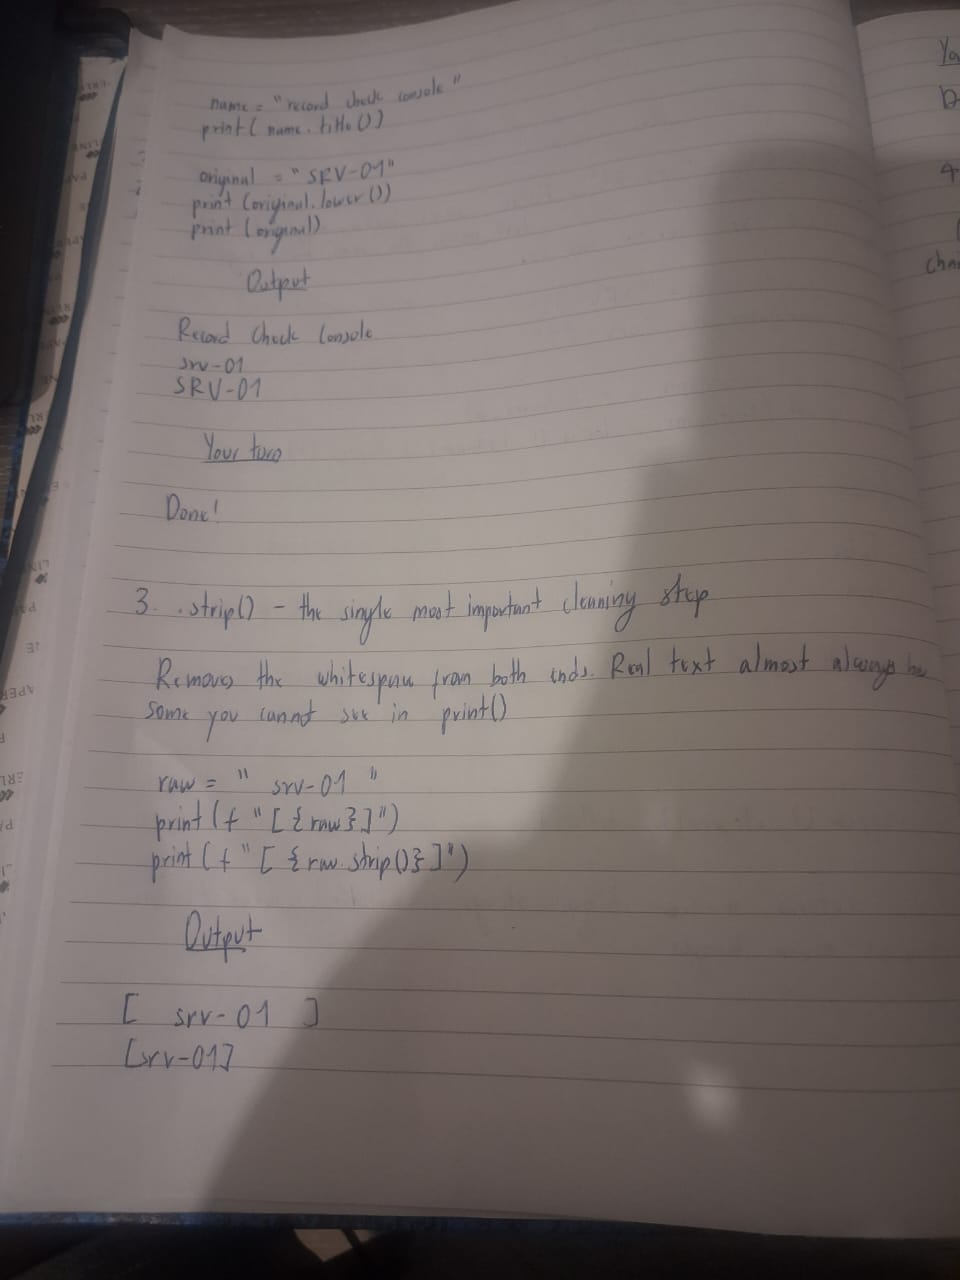 name = "record check console"
print( name.title())
original = "SRV-01"
print (original.lower())
print (original)
Output
Record Check Console
srv-01
SRV-01
Your turn
Done!
3. .strip() - the single most important cleaning step
Removes the whitespace from both ends. Real text almost always has
some you cannot see in print()
raw = " srv-01 "
print (f "[ {raw}]")
print (f "[ {raw.strip()} ]")
Output
[ srv-01 ]
[srv-01]